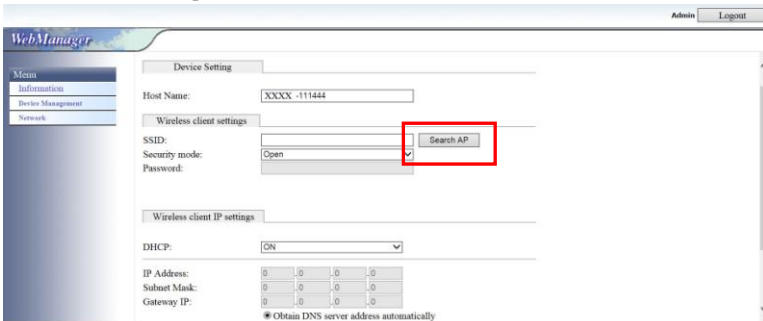 Admin Logout
WebManager
Menu
Information
Device Management
Network
Device Setting
Host Name: XXXX -111444
Wireless client settings
SSID: Search AP
Security mode: Open
Password:
Wireless client IP settings
DHCP: ON
IP Address: 0 .0 .0 .0
Subnet Mask: 0 .0 .0 .0
Gateway IP: 0 .0 .0 .0
Obtain DNS server address automatically